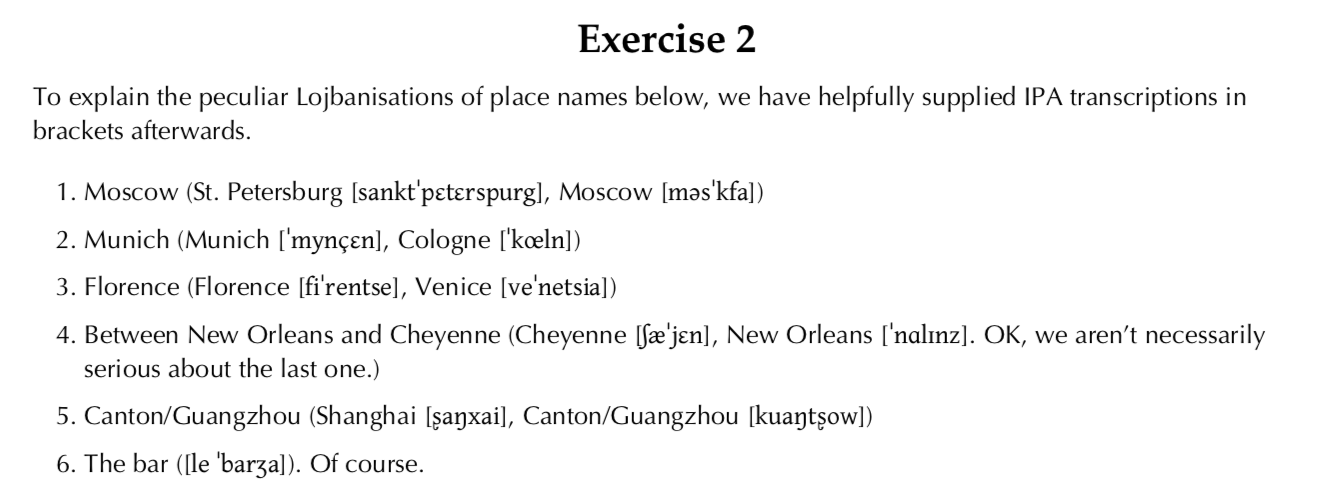 Exercise 2
To explain the peculiar Lojbanisations of place names below, we have helpfully supplied IPA transcriptions in
brackets afterwards.
1. Moscow (St. Petersburg [sanktˈpɛtɛrspurg], Moscow [məsˈkfa])
2. Munich (Munich [ˈmynçɛn], Cologne [ˈkœln])
3. Florence (Florence [fiˈrentse], Venice [veˈnetsia])
4. Between New Orleans and Cheyenne (Cheyenne [ʃæˈjɛn], New Orleans [ˈnɑlɪnz]. OK, we aren’t necessarily
serious about the last one.)
5. Canton/Guangzhou (Shanghai [ʂaŋxai], Canton/Guangzhou [kuaŋtʂow])
6. The bar ([le ˈbarʒa]). Of course.